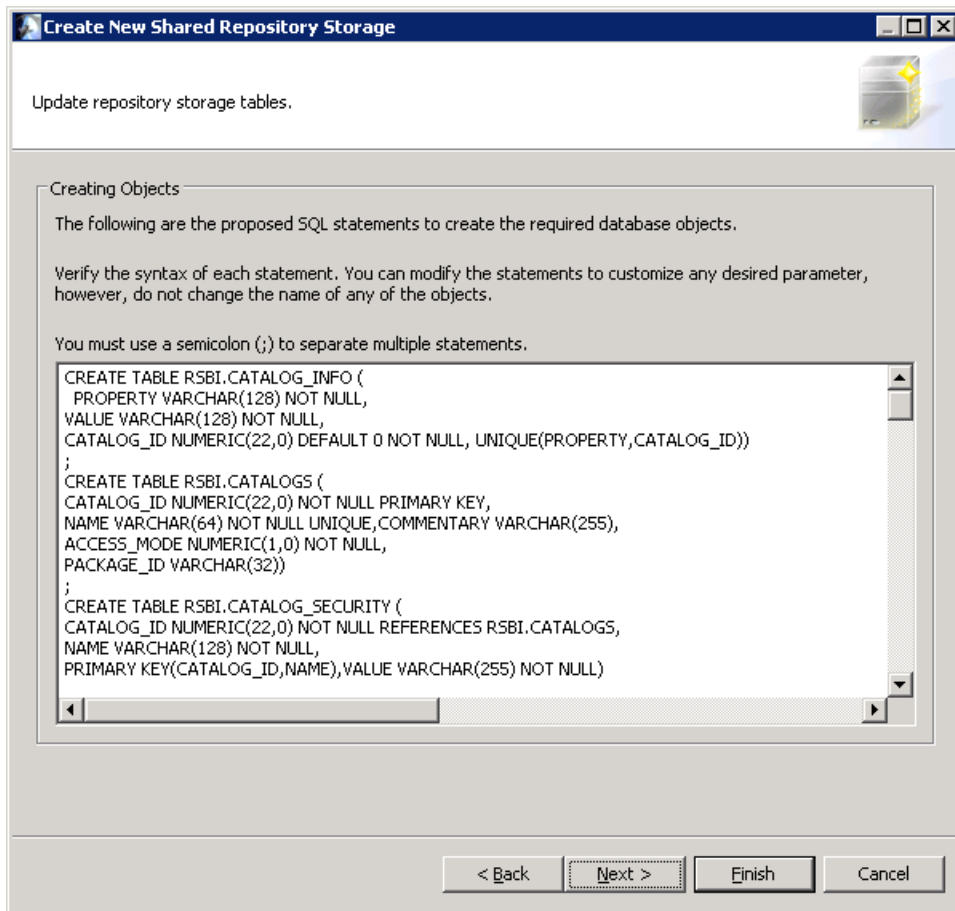 Create New Shared Repository Storage
Update repository storage tables.
Creating Objects
The following are the proposed SQL statements to create the required database objects.
Verify the syntax of each statement. You can modify the statements to customize any desired parameter,
however, do not change the name of any of the objects.
You must use a semicolon (;) to separate multiple statements.
CREATE TABLE RSBI.CATALOG_INFO (
PROPERTY VARCHAR(128) NOT NULL,
VALUE VARCHAR(128) NOT NULL,
CATALOG_ID NUMERIC(22,0) DEFAULT 0 NOT NULL, UNIQUE(PROPERTY,CATALOG_ID))
;
CREATE TABLE RSBI.CATALOGS (
CATALOG_ID NUMERIC(22,0) NOT NULL PRIMARY KEY,
NAME VARCHAR(64) NOT NULL UNIQUE,COMMENTARY VARCHAR(255),
ACCESS_MODE NUMERIC(1,0) NOT NULL,
PACKAGE_ID VARCHAR(32))
;
CREATE TABLE RSBI.CATALOG_SECURITY (
CATALOG_ID NUMERIC(22,0) NOT NULL REFERENCES RSBI.CATALOGS,
NAME VARCHAR(128) NOT NULL,
PRIMARY KEY(CATALOG_ID,NAME),VALUE VARCHAR(255) NOT NULL)
< Back Next > Finish Cancel